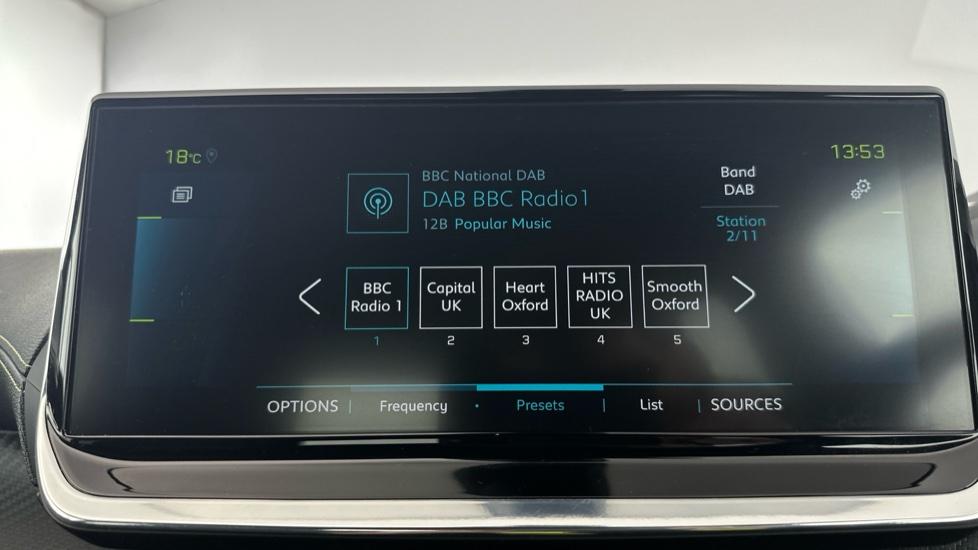 18°C
13:53
BBC National DAB
DAB BBC Radio1
12B Popular Music
Band
DAB
Station
2/11
BBC
Radio 1
Capital
UK
Heart
Oxford
HITS
RADIO
UK
Smooth
Oxford
1 2 3 4 5
OPTIONS | Frequency · Presets | List | SOURCES